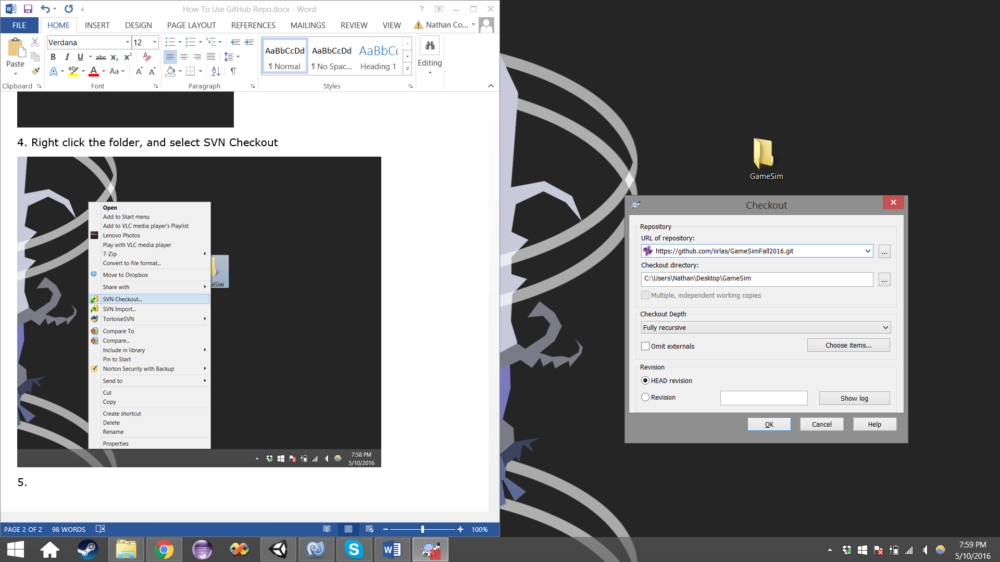 How To Use GitHub Repo.docx - Word
?
FILE
HOME
INSERT
DESIGN
PAGE LAYOUT
REFERENCES
MAILINGS
REVIEW
VIEW
Nathan Co...
Paste
Clipboard
Verdana
12
B I U abc x₂ x²
A A Aa A A
Font
Paragraph
AaBbCcDd
¶ Normal
AaBbCcDd
¶ No Spac...
AaBbCc
Heading 1
Styles
Editing
4. Right click the folder, and select SVN Checkout
Open
Add to Start menu
Add to VLC media player's Playlist
Lenovo Photos
Play with VLC media player
7-Zip
Convert to file format...
Move to Dropbox
Share with
SVN Checkout...
SVN Import...
TortoiseSVN
Compare To
Compare...
Include in library
Pin to Start
Norton Security with Backup
Send to
Cut
Copy
Create shortcut
Delete
Rename
Properties
eSim
7:58 PM
5/10/2016
5.
PAGE 2 OF 2
98 WORDS
100%
GameSim
Checkout
Repository
URL of repository:
https://github.com/iirlas/GameSimFall2016.git
...
Checkout directory:
C:\Users\Nathan\Desktop\GameSim
...
Multiple, independent working copies
Checkout Depth
Fully recursive
Omit externals
Choose items...
Revision
HEAD revision
Revision
Show log
OK
Cancel
Help
7:59 PM
5/10/2016